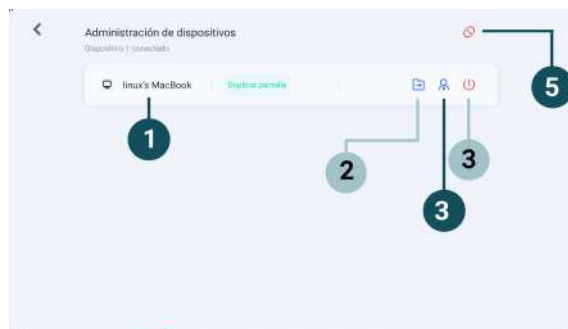 Administración de dispositivos
Dispositivo 1 conectado
linux's MacBook Duplicar pantalla
5
1
2
3
3